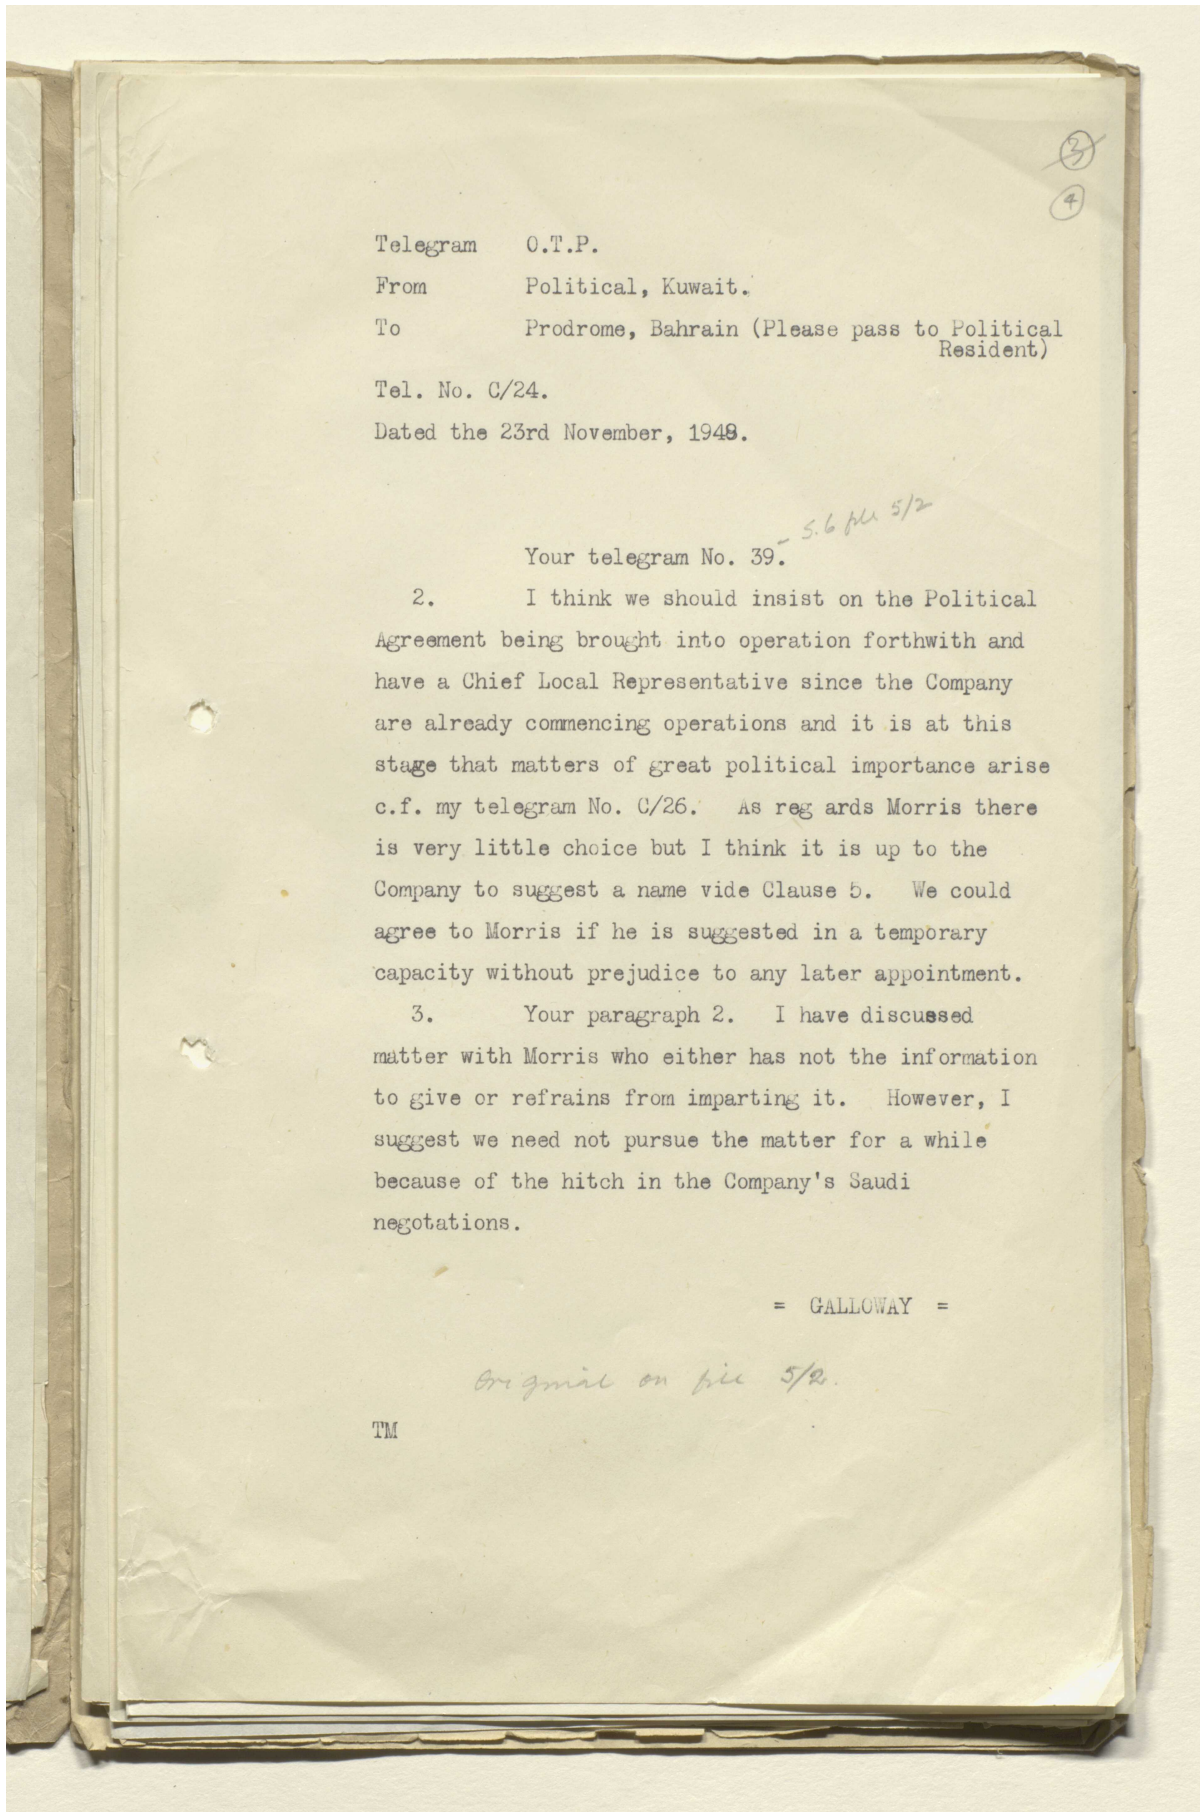 3
4
Telegram O.T.P.
From Political, Kuwait.
To Prodrome, Bahrain (Please pass to Political
Resident)
Tel. No. C/24.
Dated the 23rd November, 1948.
S.6 file 5/2
Your telegram No. 39.
2. I think we should insist on the Political
Agreement being brought into operation forthwith and
have a Chief Local Representative since the Company
are already commencing operations and it is at this
stage that matters of great political importance arise
c.f. my telegram No. C/26. As reg ards Morris there
is very little choice but I think it is up to the
Company to suggest a name vide Clause 5. We could
agree to Morris if he is suggested in a temporary
capacity without prejudice to any later appointment.
3. Your paragraph 2. I have discussed
matter with Morris who either has not the information
to give or refrains from imparting it. However, I
suggest we need not pursue the matter for a while
because of the hitch in the Company's Saudi
negotations.
= GALLOWAY =
Original on file 5/2.
TM